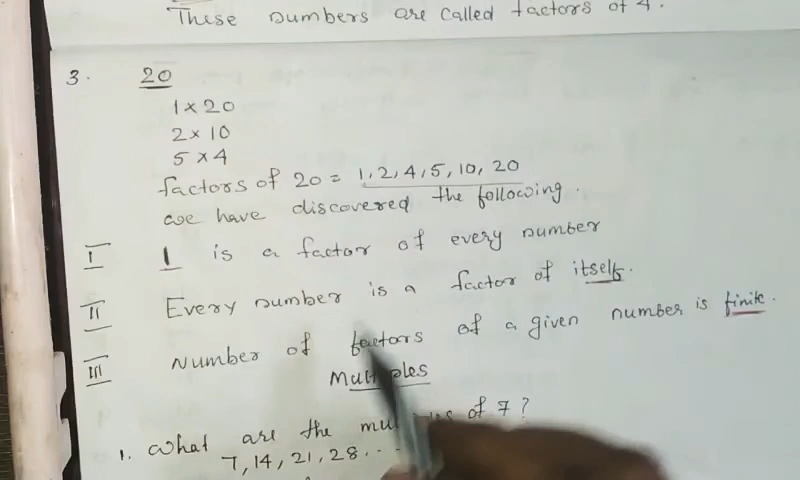 These numbers are called factors of 4.
3. 20
1 x 20
2 x 10
5 x 4
factors of 20 = 1, 2, 4, 5, 10, 20
we have discovered the following.
I 1 is a factor of every number
II Every number is a factor of itself.
III Number of factors of a given number is finite.
Multiples
1. What are the of 7?
7, 14, 21, 28...